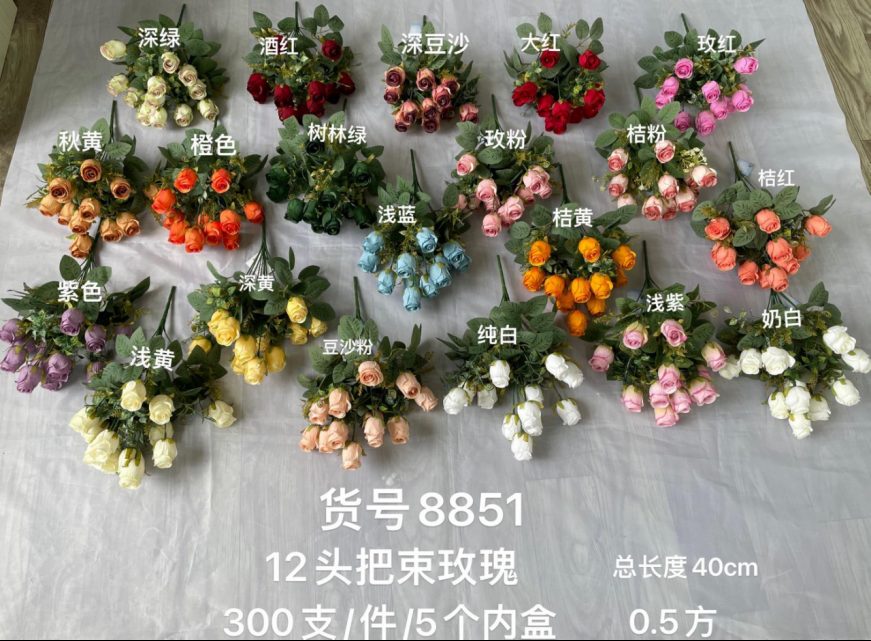 深绿
酒红
深豆沙
大红
玫红
秋黄
橙色
树林绿
玫粉
桔粉
浅蓝
桔黄
桔红
紫色
深黄
浅紫
奶白
浅黄
豆沙粉
纯白
货号8851
12头把束玫瑰
总长度40cm
300支/件/5个内盒
0.5方